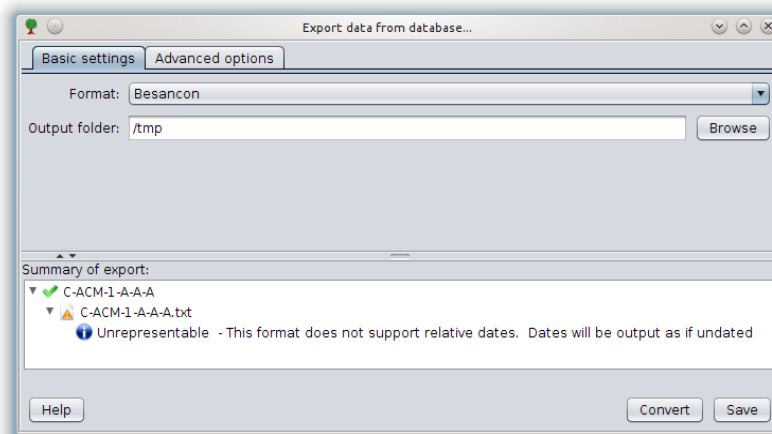 Export data from database...
Basic settings Advanced options
Format: Besancon
Output folder: /tmp Browse
Summary of export:
C-ACM-1-A-A-A
C-ACM-1-A-A-A.txt
Unrepresentable - This format does not support relative dates. Dates will be output as if undated
Help Convert Save